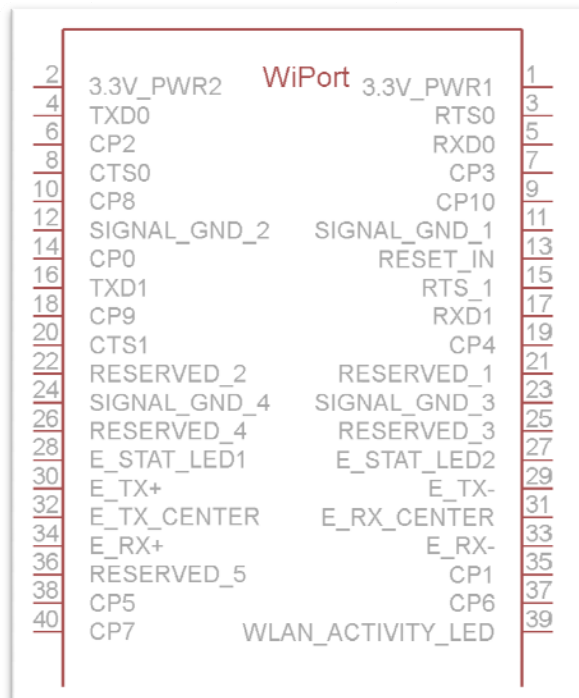 WiPort
2 3.3V_PWR2 3.3V_PWR1 1
4 TXD0 RTS0 3
6 CP2 RXD0 5
8 CTS0 CP3 7
10 CP8 CP10 9
12 SIGNAL_GND_2 SIGNAL_GND_1 11
14 CP0 RESET_IN 13
16 TXD1 RTS_1 15
18 CP9 RXD1 17
20 CTS1 CP4 19
22 RESERVED_2 RESERVED_1 21
24 SIGNAL_GND_4 SIGNAL_GND_3 23
26 RESERVED_4 RESERVED_3 25
28 E_STAT_LED1 E_STAT_LED2 27
30 E_TX+ E_TX- 29
32 E_TX_CENTER E_RX_CENTER 31
34 E_RX+ E_RX- 33
36 RESERVED_5 CP1 35
38 CP5 CP6 37
40 CP7 WLAN_ACTIVITY_LED 39